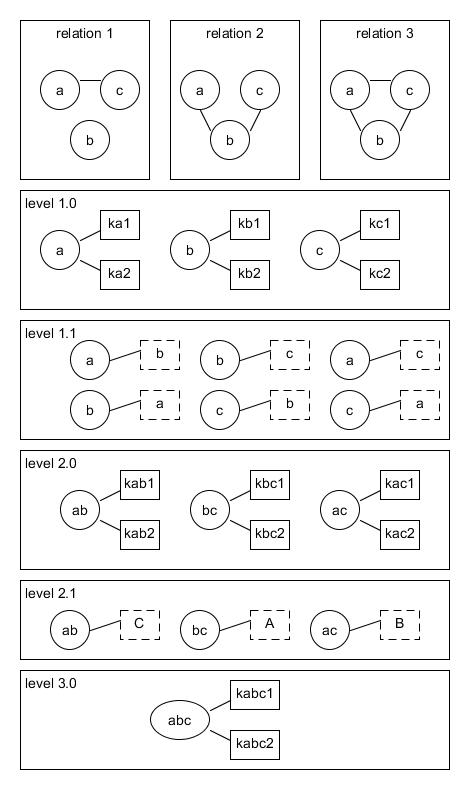 relation 1
relation 2
relation 3
a c
a c
a c
b
b
b
level 1.0
ka1 kb1 kc1
a b c
ka2 kb2 kc2
level 1.1
a b b c a c
b a c b c a
level 2.0
kab1 kbc1 kac1
ab bc ac
kab2 kbc2 kac2
level 2.1
ab C bc A ac B
level 3.0
kabc1
abc
kabc2